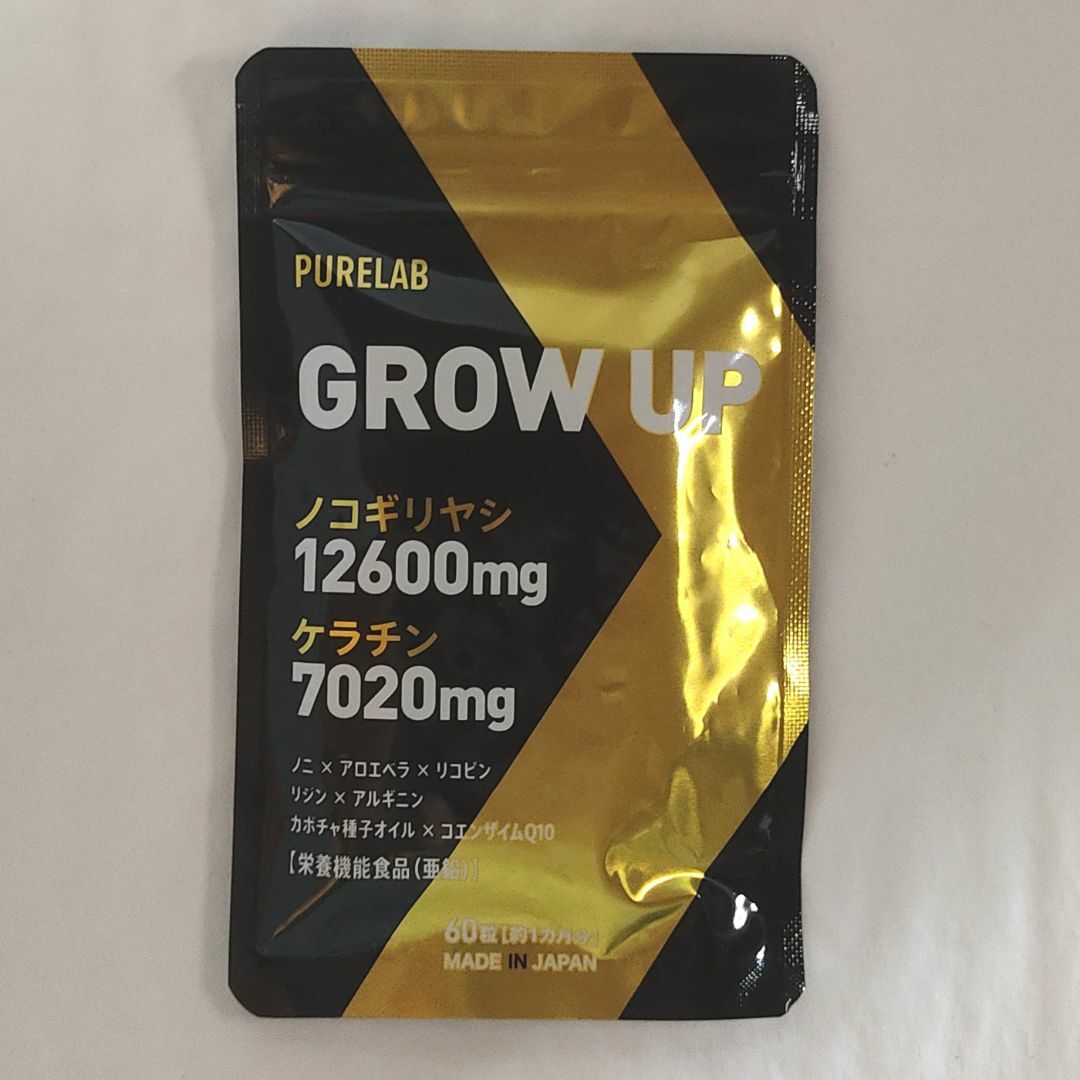 PURELAB
GROW UP
ノコギリヤシ
12600mg
ケラチン
7020mg
ノニ × アロエベラ × リコピン
リジン × アルギニン
カボチャ種子オイル × コエンザイムQ10
【栄養機能食品(亜鉛)】
60粒[約1カ月分]
MADE IN JAPAN